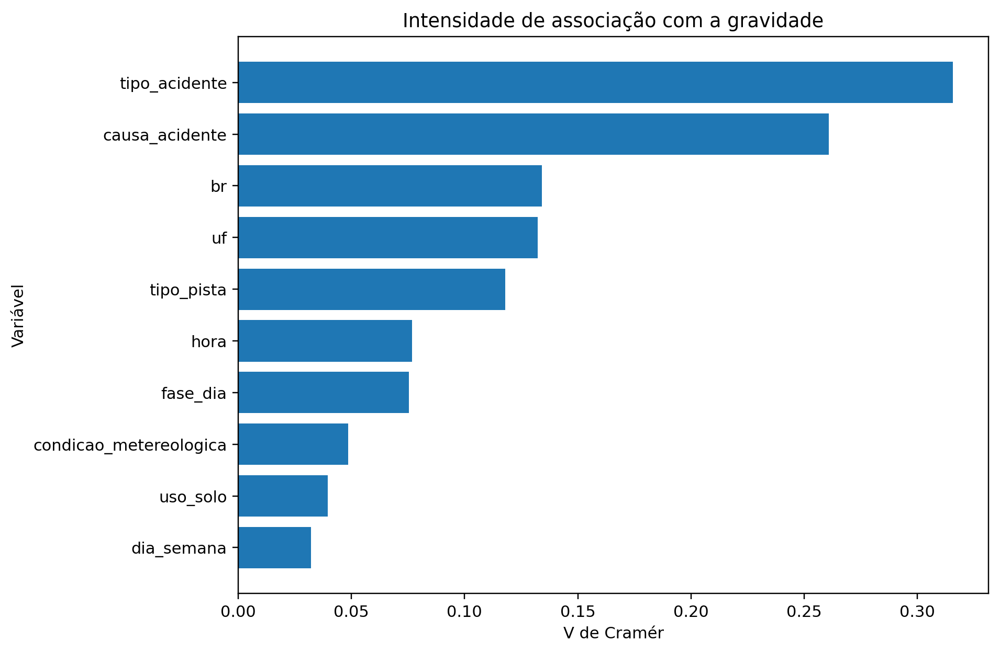 Intensidade de associação com a gravidade
Variável
tipo_acidente
causa_acidente
br
uf
tipo_pista
hora
fase_dia
condicao_metereologica
uso_solo
dia_semana
0.00 0.05 0.10 0.15 0.20 0.25 0.30
V de Cramér